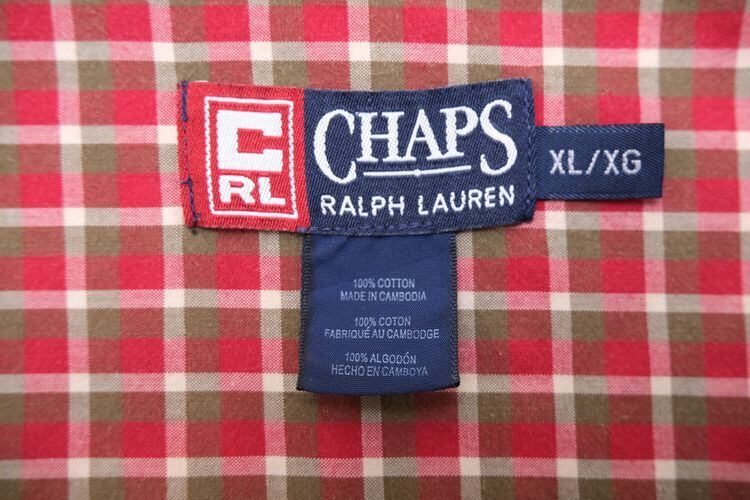 C
RL
CHAPS
RALPH LAUREN
XL/XG
100% COTTON
MADE IN CAMBODIA
100% COTON
FABRIQUÉ AU CAMBODGE
100% ALGODÓN
HECHO EN CAMBOYA